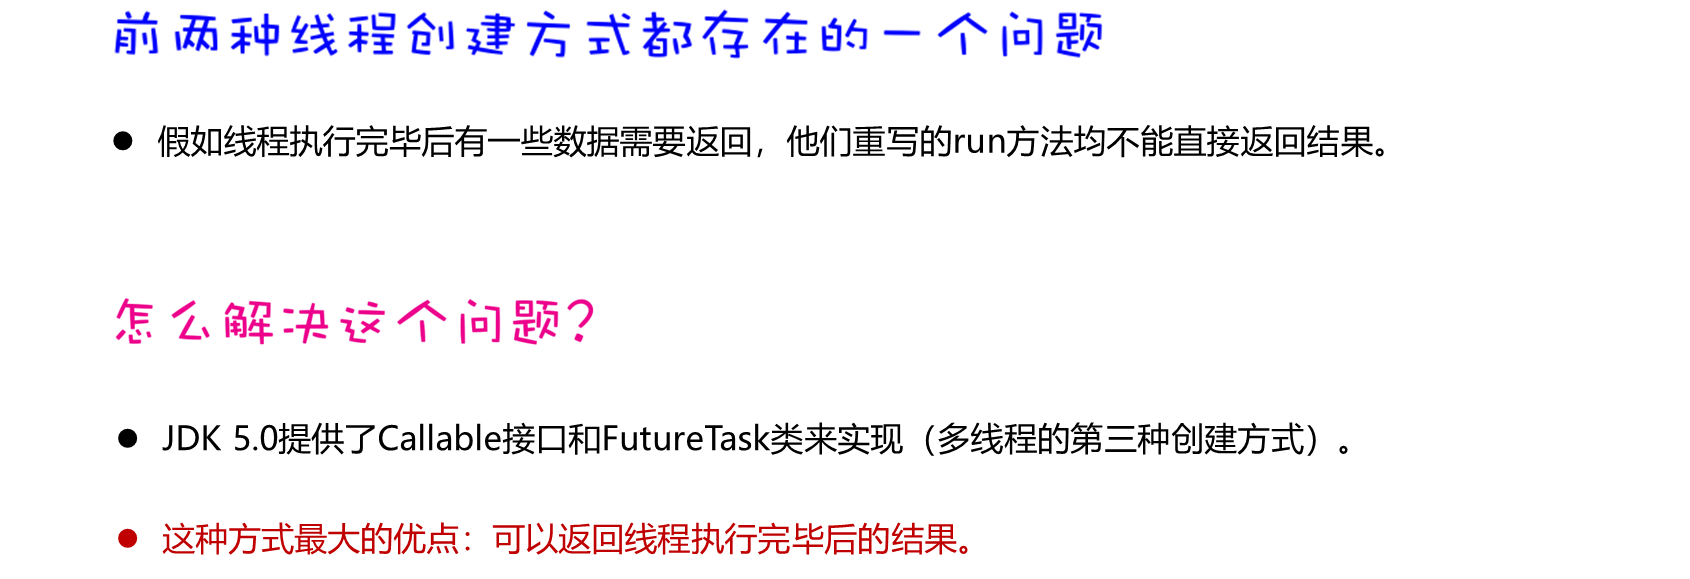 前两种线程创建方式都存在的一个问题
● 假如线程执行完毕后有一些数据需要返回，他们重写的run方法均不能直接返回结果。
怎么解决这个问题？
● JDK 5.0提供了Callable接口和FutureTask类来实现（多线程的第三种创建方式）。
● 这种方式最大的优点：可以返回线程执行完毕后的结果。